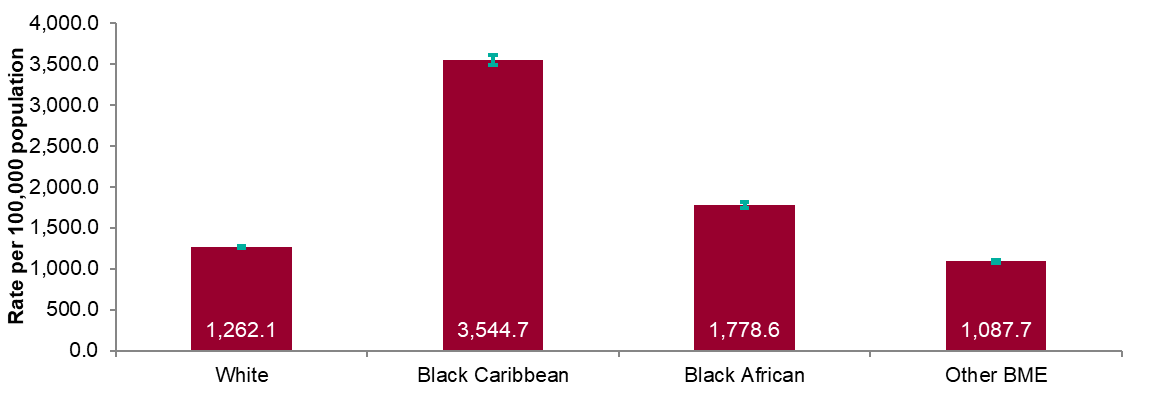 Rate per 100,000 population
4,000.0
3,500.0
3,000.0
2,500.0
2,000.0
1,500.0
1,000.0
500.0
0.0
1,262.1
3,544.7
1,778.6
1,087.7
White
Black Caribbean
Black African
Other BME